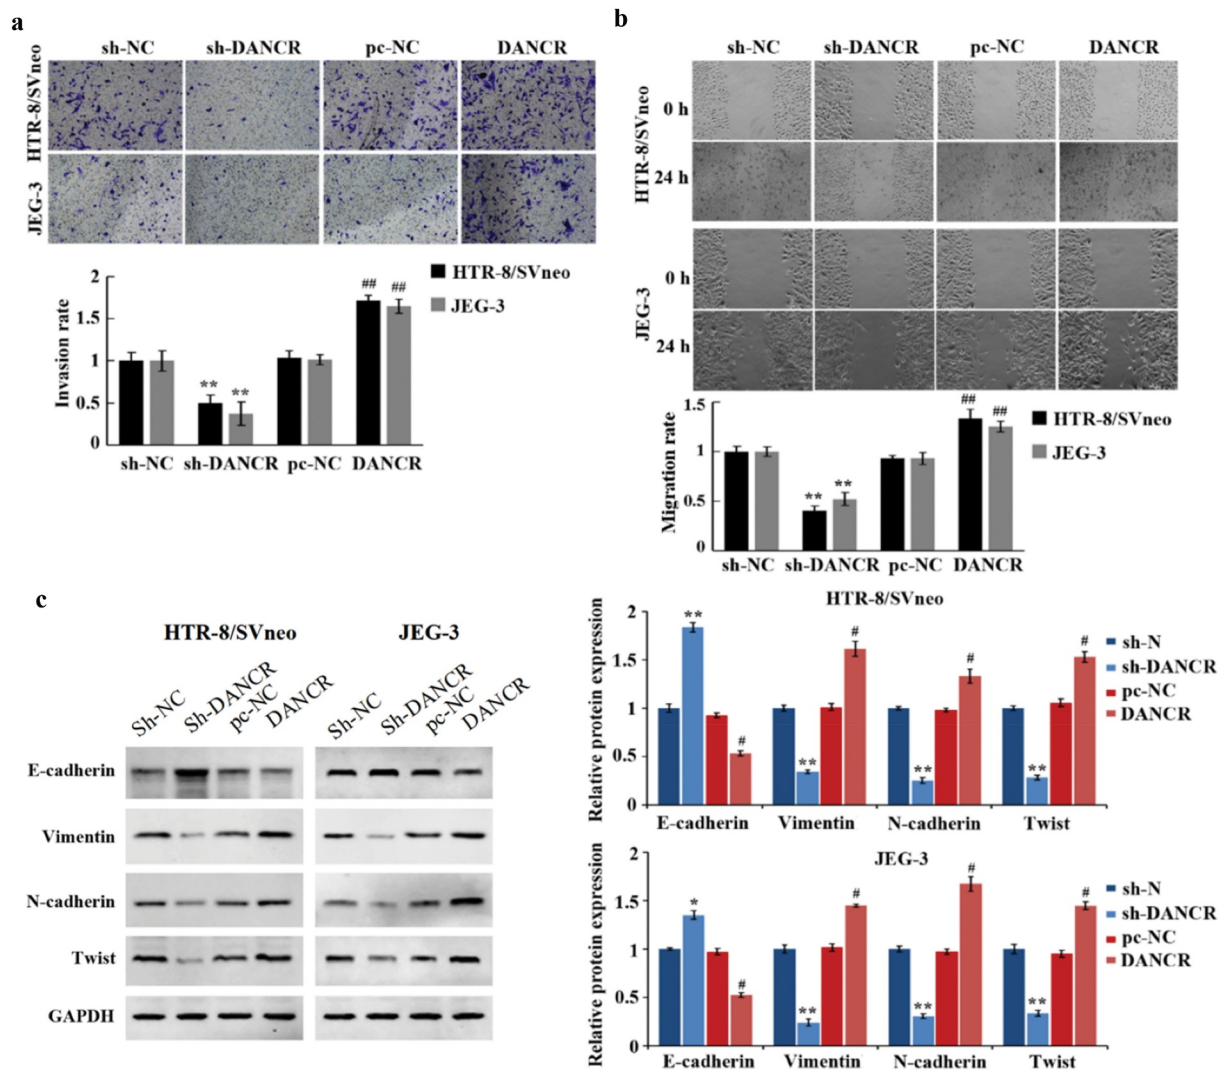 a
sh-NC sh-DANCR pc-NC DANCR
HTR-8/SVneo
JEG-3
Invasion rate
2
1.5
1
0.5
0
## ##
** **
sh-NC sh-DANCR pc-NC DANCR
HTR-8/SVneo
JEG-3
b
sh-NC sh-DANCR pc-NC DANCR
HTR-8/SVneo
0 h
24 h
JEG-3
0 h
24 h
Migration rate
1.5
1
0.5
0
## ##
** **
sh-NC sh-DANCR pc-NC DANCR
HTR-8/SVneo
JEG-3
c
HTR-8/SVneo JEG-3
Sh-NC Sh-DANCR pc-NC DANCR Sh-NC Sh-DANCR pc-NC DANCR
E-cadherin
Vimentin
N-cadherin
Twist
GAPDH
HTR-8/SVneo
Relative protein expression
2
1.5
1
0.5
0
** # ** # ** # ** #
E-cadherin Vimentin N-cadherin Twist
sh-N
sh-DANCR
pc-NC
DANCR
JEG-3
Relative protein expression
2
1.5
1
0.5
0
* # ** # ** # ** #
E-cadherin Vimentin N-cadherin Twist
sh-N
sh-DANCR
pc-NC
DANCR